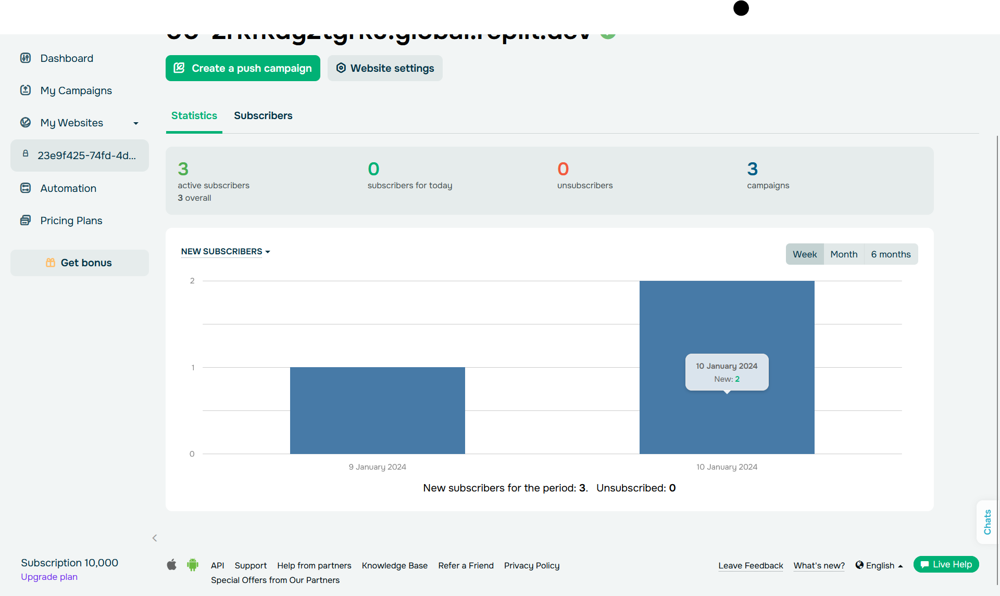 Dashboard
My Campaigns
My Websites
23e9f425-74fd-4d...
Automation
Pricing Plans
Get bonus
Subscription 10,000
Upgrade plan
Create a push campaign
Website settings
Statistics
Subscribers
3
active subscribers
3 overall
0
subscribers for today
0
unsubscribers
3
campaigns
NEW SUBSCRIBERS
Week
Month
6 months
2
1
0
10 January 2024
New: 2
9 January 2024
10 January 2024
New subscribers for the period: 3. Unsubscribed: 0
Chats
API Support Help from partners Knowledge Base Refer a Friend Privacy Policy
Special Offers from Our Partners
Leave Feedback What's new? English
Live Help